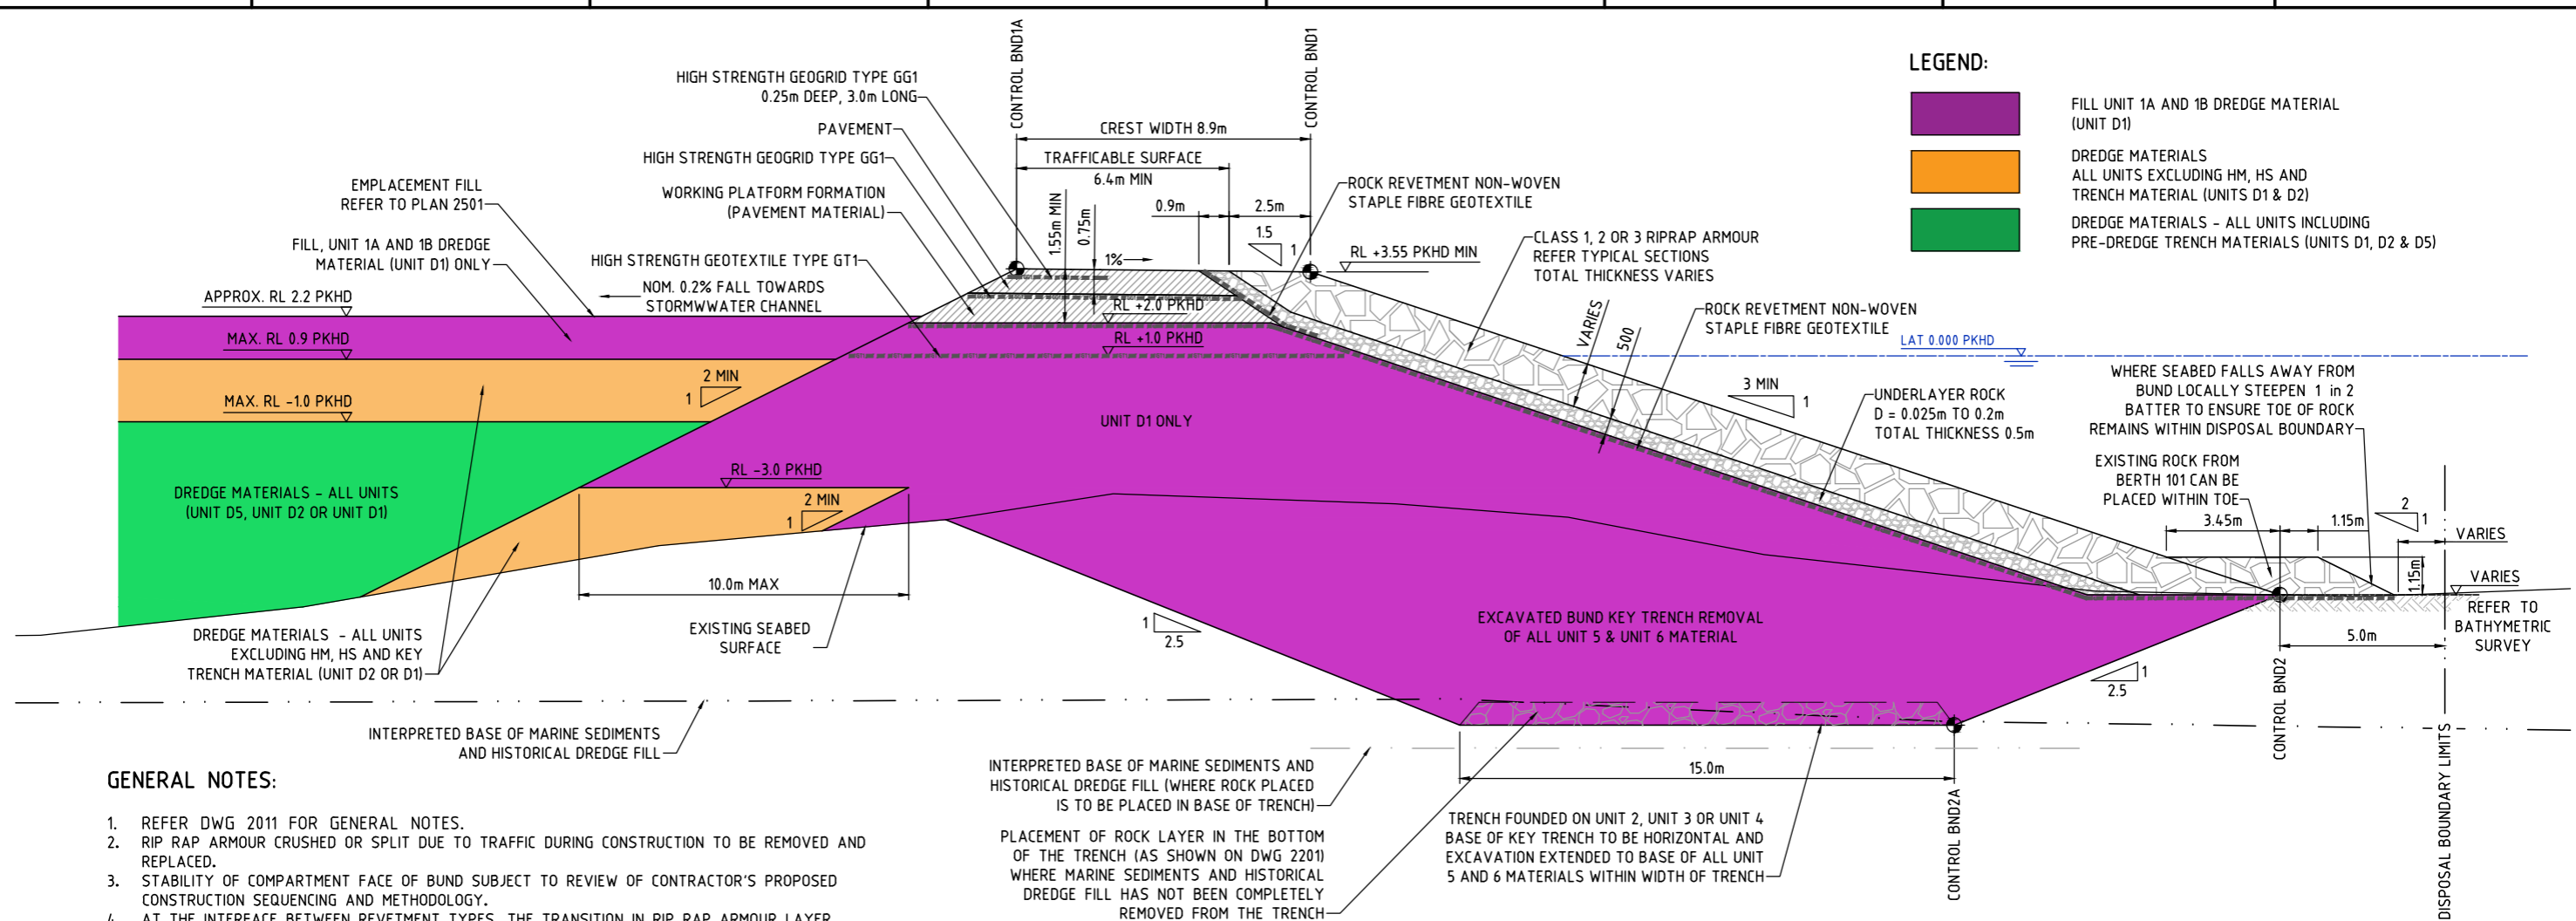 CONTROL BND1A
CONTROL BND1
LEGEND:
FILL UNIT 1A AND 1B DREDGE MATERIAL
(UNIT D1)
DREDGE MATERIALS
ALL UNITS EXCLUDING HM, HS AND
TRENCH MATERIAL (UNITS D1 & D2)
DREDGE MATERIALS - ALL UNITS INCLUDING
PRE-DREDGE TRENCH MATERIALS (UNITS D1, D2 & D5)
HIGH STRENGTH GEOGRID TYPE GG1
0.25m DEEP, 3.0m LONG
PAVEMENT
HIGH STRENGTH GEOGRID TYPE GG1
WORKING PLATFORM FORMATION
(PAVEMENT MATERIAL)
HIGH STRENGTH GEOTEXTILE TYPE GT1
NOM. 0.2% FALL TOWARDS
STORMWWATER CHANNEL
EMPLACEMENT FILL
REFER TO PLAN 2501
FILL, UNIT 1A AND 1B DREDGE
MATERIAL (UNIT D1) ONLY
APPROX. RL 2.2 PKHD
MAX. RL 0.9 PKHD
MAX. RL -1.0 PKHD
CREST WIDTH 8.9m
TRAFFICABLE SURFACE
6.4m MIN
1.55m MIN
0.75m
0.9m
2.5m
1.5
1
1%
RL +3.55 PKHD MIN
RL +2.0 PKHD
RL +1.0 PKHD
ROCK REVETMENT NON-WOVEN
STAPLE FIBRE GEOTEXTILE
CLASS 1, 2 OR 3 RIPRAP ARMOUR
REFER TYPICAL SECTIONS
TOTAL THICKNESS VARIES
VARIES
500
ROCK REVETMENT NON-WOVEN
STAPLE FIBRE GEOTEXTILE
LAT 0.000 PKHD
3 MIN
1
UNDERLAYER ROCK
D = 0.025m TO 0.2m
TOTAL THICKNESS 0.5m
WHERE SEABED FALLS AWAY FROM
BUND LOCALLY STEEPEN 1 in 2
BATTER TO ENSURE TOE OF ROCK
REMAINS WITHIN DISPOSAL BOUNDARY
EXISTING ROCK FROM
BERTH 101 CAN BE
PLACED WITHIN TOE
3.45m
1.15m
2
1
VARIES
1.15m
VARIES
REFER TO
BATHYMETRIC
SURVEY
5.0m
2 MIN
1
UNIT D1 ONLY
RL -3.0 PKHD
2 MIN
1
DREDGE MATERIALS - ALL UNITS
(UNIT D5, UNIT D2 OR UNIT D1)
10.0m MAX
DREDGE MATERIALS - ALL UNITS
EXCLUDING HM, HS AND KEY
TRENCH MATERIAL (UNIT D2 OR D1)
EXISTING SEABED
SURFACE
1
2.5
EXCAVATED BUND KEY TRENCH REMOVAL
OF ALL UNIT 5 & UNIT 6 MATERIAL
1
2.5
CONTROL BND2
DISPOSAL BOUNDARY LIMITS
CONTROL BND2A
INTERPRETED BASE OF MARINE SEDIMENTS
AND HISTORICAL DREDGE FILL
INTERPRETED BASE OF MARINE SEDIMENTS AND
HISTORICAL DREDGE FILL (WHERE ROCK PLACED
IS TO BE PLACED IN BASE OF TRENCH)
15.0m
PLACEMENT OF ROCK LAYER IN THE BOTTOM
OF THE TRENCH (AS SHOWN ON DWG 2201)
WHERE MARINE SEDIMENTS AND HISTORICAL
DREDGE FILL HAS NOT BEEN COMPLETELY
REMOVED FROM THE TRENCH
TRENCH FOUNDED ON UNIT 2, UNIT 3 OR UNIT 4
BASE OF KEY TRENCH TO BE HORIZONTAL AND
EXCAVATION EXTENDED TO BASE OF ALL UNIT
5 AND 6 MATERIALS WITHIN WIDTH OF TRENCH
GENERAL NOTES:
1. REFER DWG 2011 FOR GENERAL NOTES.
2. RIP RAP ARMOUR CRUSHED OR SPLIT DUE TO TRAFFIC DURING CONSTRUCTION TO BE REMOVED AND
REPLACED.
3. STABILITY OF COMPARTMENT FACE OF BUND SUBJECT TO REVIEW OF CONTRACTOR'S PROPOSED
CONSTRUCTION SEQUENCING AND METHODOLOGY.
4. AT THE INTERFACE BETWEEN REVETMENT TYPES, THE TRANSITION IN RIP RAP ARMOUR LAYER